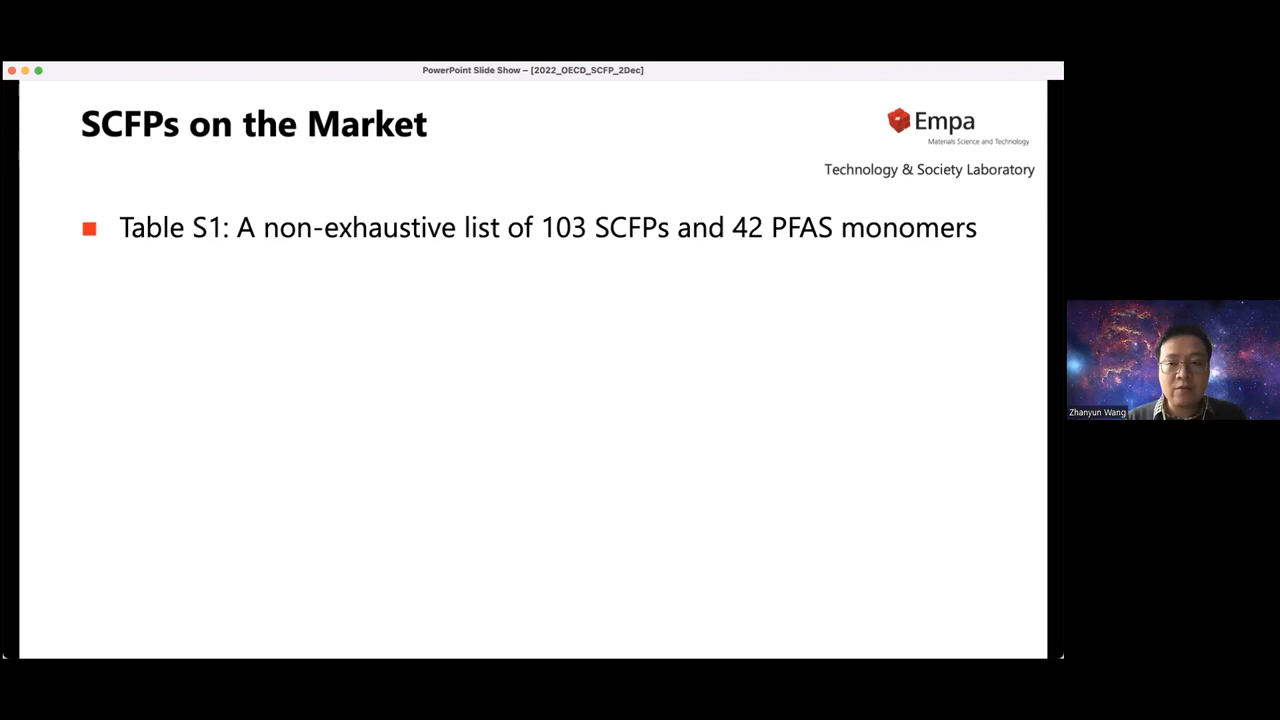 PowerPoint Slide Show – [2022_OECD_SCFP_2Dec]
SCFPs on the Market
Empa
Materials Science and Technology
Technology & Society Laboratory
Table S1: A non-exhaustive list of 103 SCFPs and 42 PFAS monomers
Zhanyun Wang